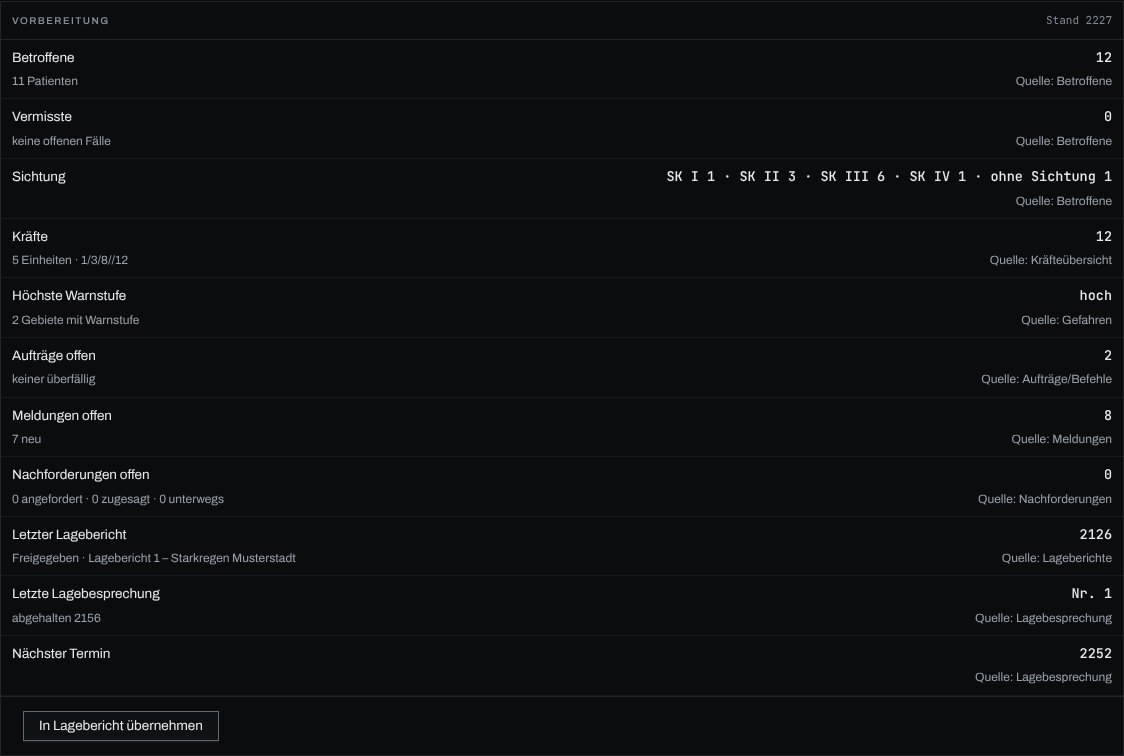 VORBEREITUNG Stand 2227
Betroffene 12
11 Patienten Quelle: Betroffene
Vermisste 0
keine offenen Fälle Quelle: Betroffene
Sichtung SK I 1 · SK II 3 · SK III 6 · SK IV 1 · ohne Sichtung 1
Quelle: Betroffene
Kräfte 12
5 Einheiten · 1/3/8//12 Quelle: Kräfteübersicht
Höchste Warnstufe hoch
2 Gebiete mit Warnstufe Quelle: Gefahren
Aufträge offen 2
keiner überfällig Quelle: Aufträge/Befehle
Meldungen offen 8
7 neu Quelle: Meldungen
Nachforderungen offen 0
0 angefordert · 0 zugesagt · 0 unterwegs Quelle: Nachforderungen
Letzter Lagebericht 2126
Freigegeben · Lagebericht 1 – Starkregen Musterstadt Quelle: Lageberichte
Letzte Lagebesprechung Nr. 1
abgehalten 2156 Quelle: Lagebesprechung
Nächster Termin 2252
Quelle: Lagebesprechung
In Lagebericht übernehmen